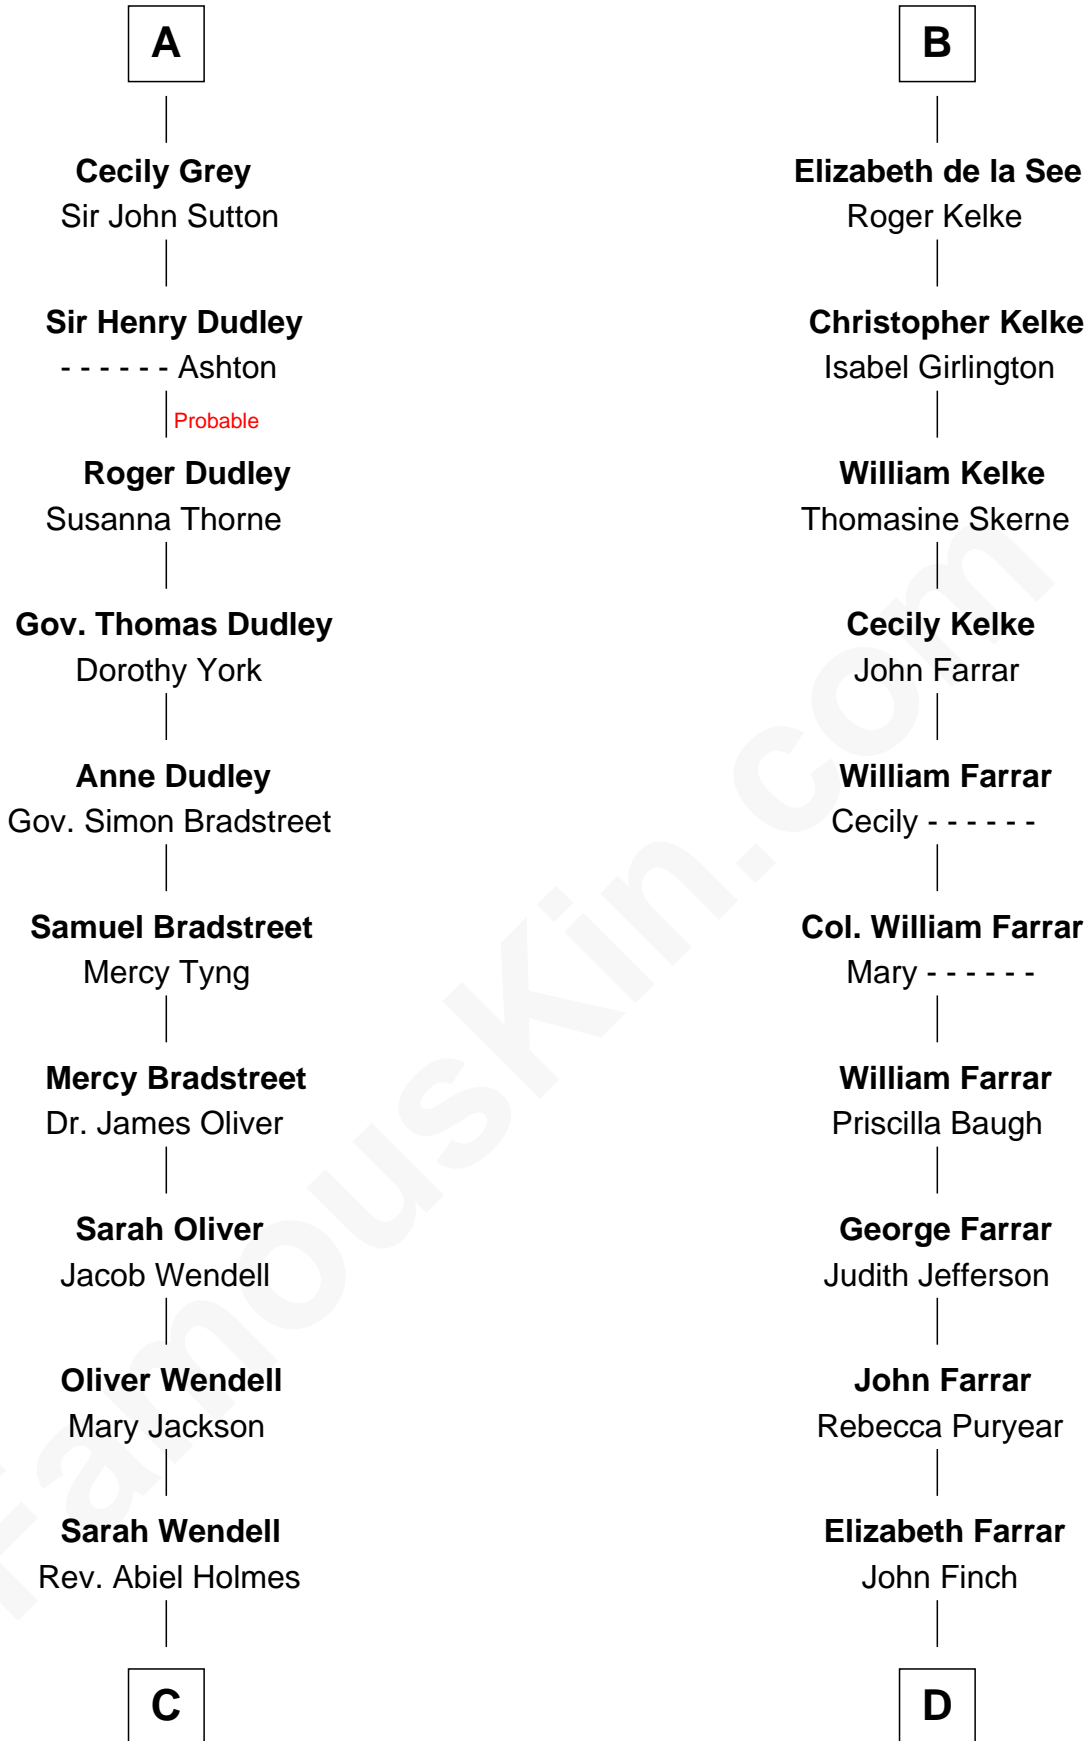 A
Cecily Grey
Sir John Sutton
Sir Henry Dudley
- - - - - - Ashton
Probable
Roger Dudley
Susanna Thorne
Gov. Thomas Dudley
Dorothy York
Anne Dudley
Gov. Simon Bradstreet
Samuel Bradstreet
Mercy Tyng
Mercy Bradstreet
Dr. James Oliver
Sarah Oliver
Jacob Wendell
Oliver Wendell
Mary Jackson
Sarah Wendell
Rev. Abiel Holmes
C
B
Elizabeth de la See
Roger Kelke
Christopher Kelke
Isabel Girlington
William Kelke
Thomasine Skerne
Cecily Kelke
John Farrar
William Farrar
Cecily - - - - - -
Col. William Farrar
Mary - - - - - -
William Farrar
Priscilla Baugh
George Farrar
Judith Jefferson
John Farrar
Rebecca Puryear
Elizabeth Farrar
John Finch
D
FamousKin.com